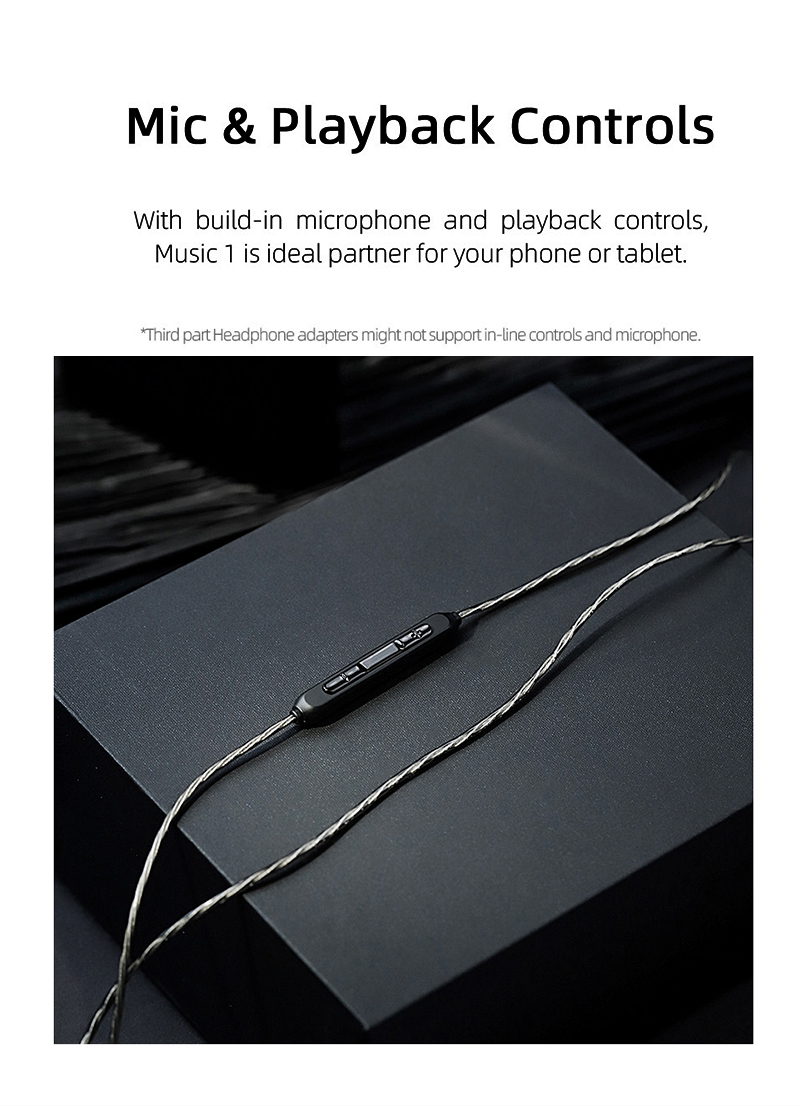 Mic & Playback Controls
With build-in microphone and playback controls,
Music 1 is ideal partner for your phone or tablet.
*Third part Headphone adapters might not support in-line controls and microphone.